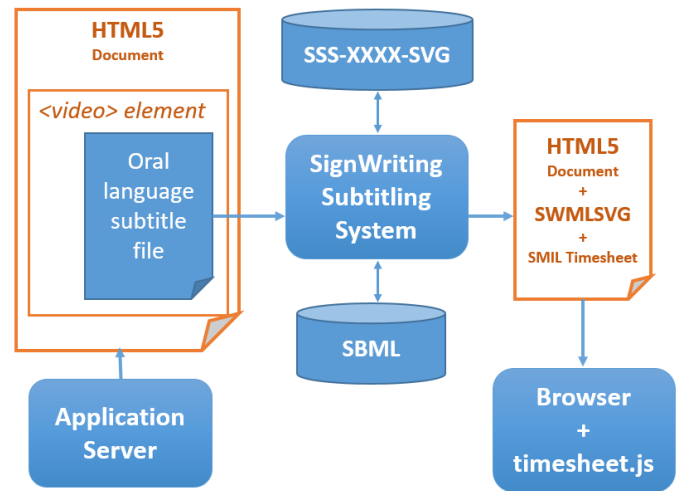 HTML5
Document
<video> element
Oral
language
subtitle
file
Application
Server
SSS-XXXX-SVG
SignWriting
Subtitling
System
SBML
HTML5
Document
+
SWMLSVG
+
SMIL Timesheet
Browser
+
timesheet.js